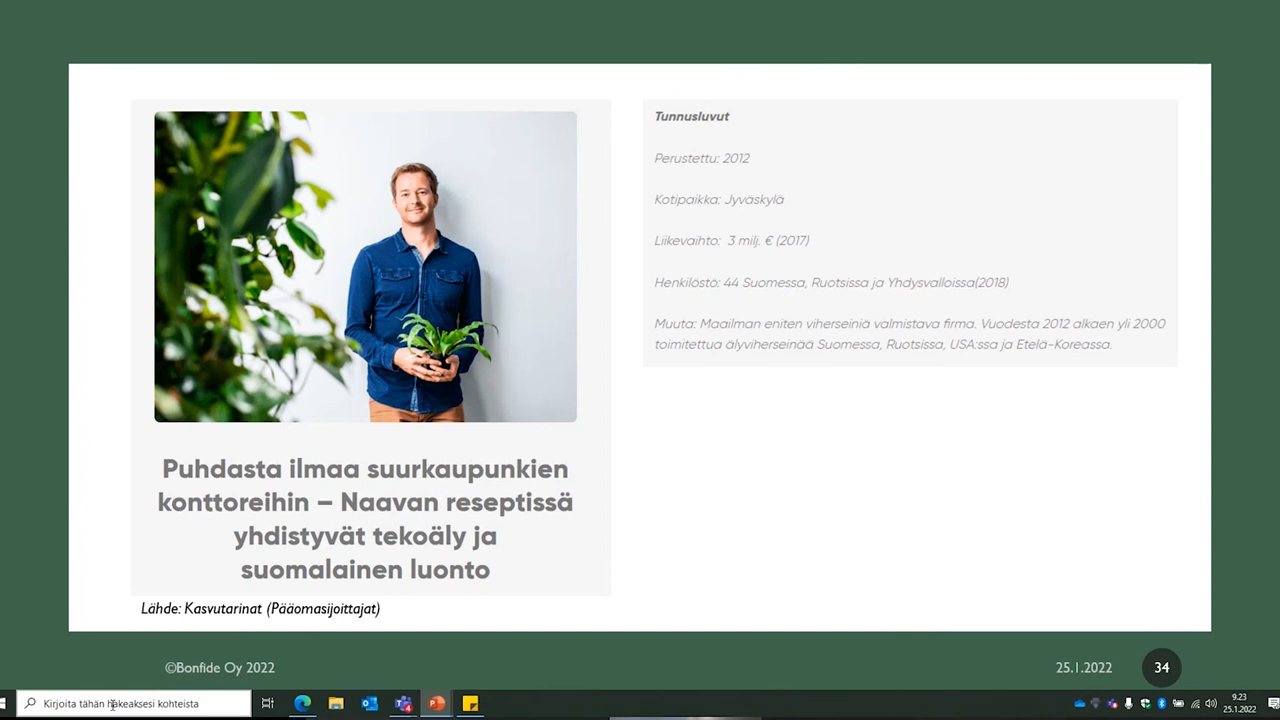 Puhdasta ilmaa suurkaupunkien
konttoreihin – Naavan reseptissä
yhdistyvät tekoäly ja
suomalainen luonto
Lähde: Kasvutarinat (Pääomasijoittajat)
Tunnusluvut
Perustettu: 2012
Kotipaikka: Jyväskylä
Liikevaihto: 3 milj. € (2017)
Henkilöstö: 44 Suomessa, Ruotsissa ja Yhdysvalloissa(2018)
Muuta: Maailman eniten viherseiniä valmistava firma. Vuodesta 2012 alkaen yli 2000
toimitettua älyviherseinää Suomessa, Ruotsissa, USA:ssa ja Etelä-Koreassa.
©Bonfide Oy 2022
25.1.2022
34
Kirjoita tähän hakeaksesi kohteista
4
9.23
25.1.2022